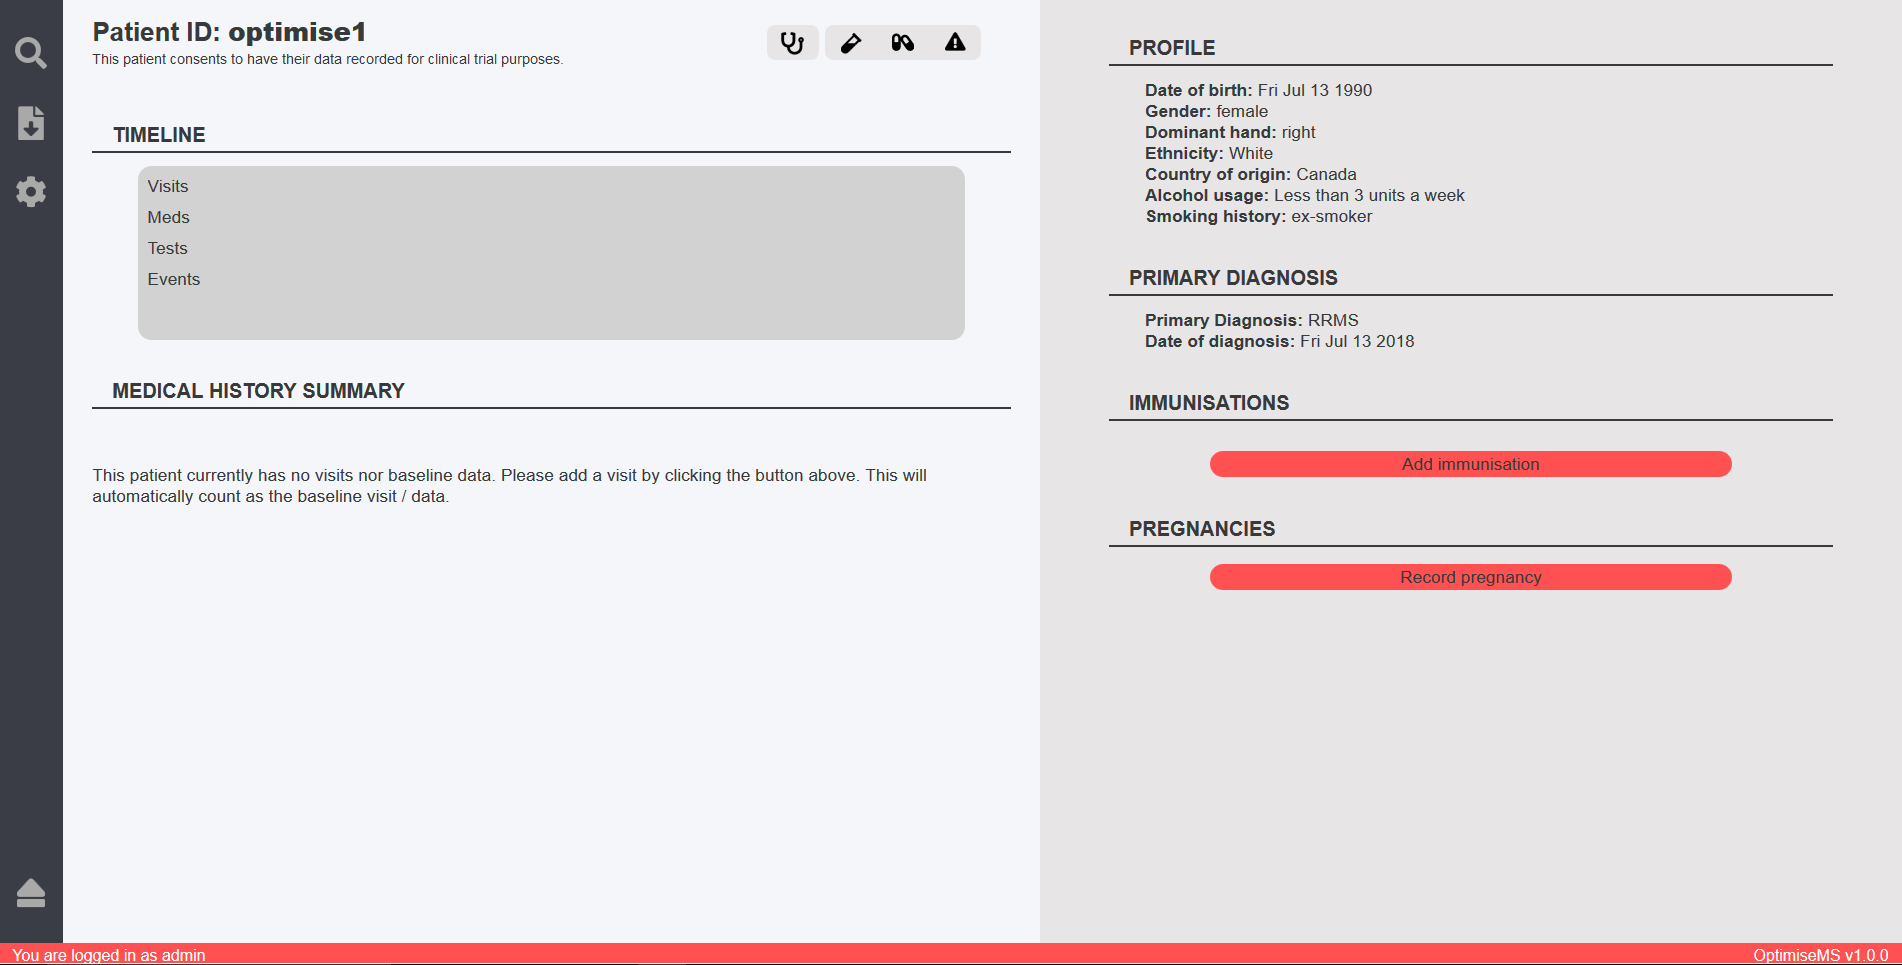 Patient ID: optimise1
This patient consents to have their data recorded for clinical trial purposes.
TIMELINE
Visits
Meds
Tests
Events
MEDICAL HISTORY SUMMARY
This patient currently has no visits nor baseline data. Please add a visit by clicking the button above. This will
automatically count as the baseline visit / data.
PROFILE
Date of birth: Fri Jul 13 1990
Gender: female
Dominant hand: right
Ethnicity: White
Country of origin: Canada
Alcohol usage: Less than 3 units a week
Smoking history: ex-smoker
PRIMARY DIAGNOSIS
Primary Diagnosis: RRMS
Date of diagnosis: Fri Jul 13 2018
IMMUNISATIONS
Add immunisation
PREGNANCIES
Record pregnancy
You are logged in as admin
OptimiseMS v1.0.0